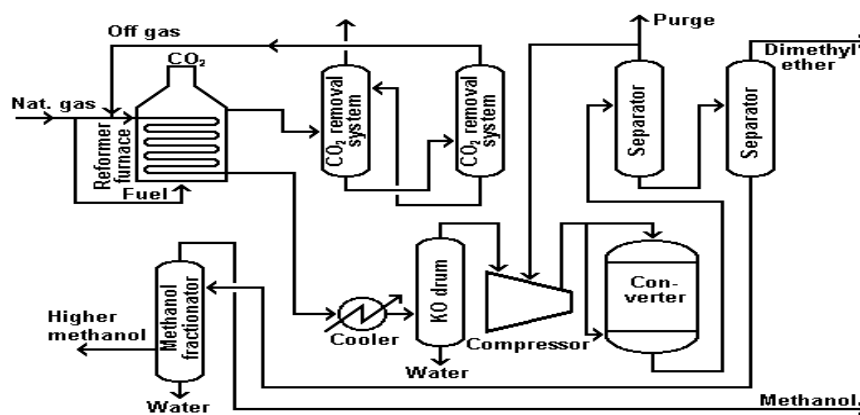 Off gas
CO₂
Nat. gas
Reformer
furnace
Fuel
CO₂ removal
system
CO₂ removal
system
Purge
Separator
Separator
Dimethyl
ether
Methanol
fractionator
Higher
methanol
Water
Cooler
KO drum
Water
Compressor
Con-
verter
Methanol